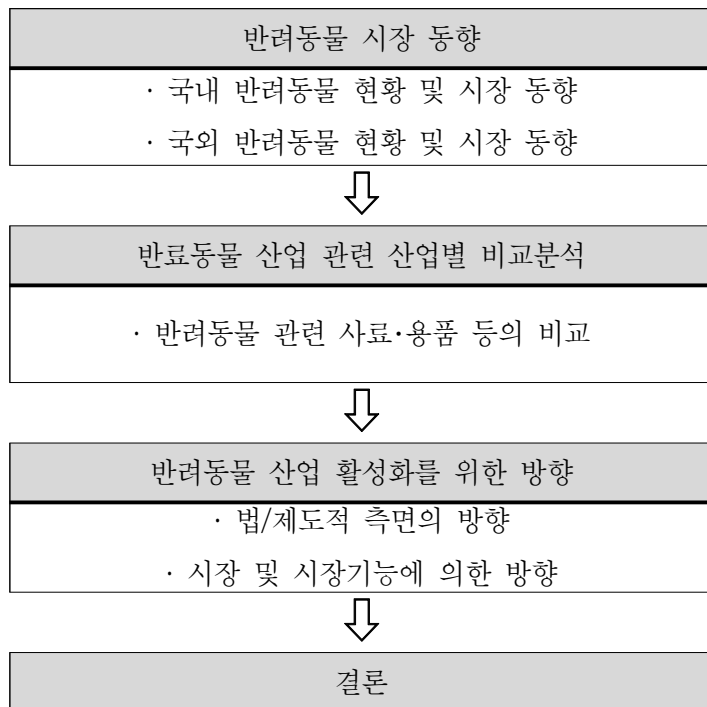 반려동물 시장 동향
· 국내 반려동물 현황 및 시장 동향
· 국외 반려동물 현황 및 시장 동향
반료동물 산업 관련 산업별 비교분석
· 반려동물 관련 사료·용품 등의 비교
반려동물 산업 활성화를 위한 방향
· 법/제도적 측면의 방향
· 시장 및 시장기능에 의한 방향
결론